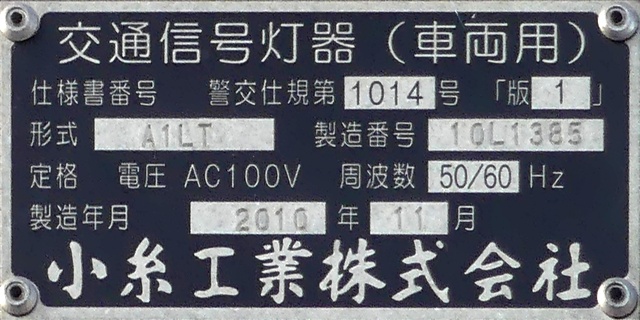 交通信号灯器（車両用）
仕様書番号 警交仕規第 1014 号 「版 1 」
形式 A1LT 製造番号 10L1385
定格 電圧 AC100V 周波数 50/60 Hz
製造年月 2010 年 11 月
小糸工業株式会社